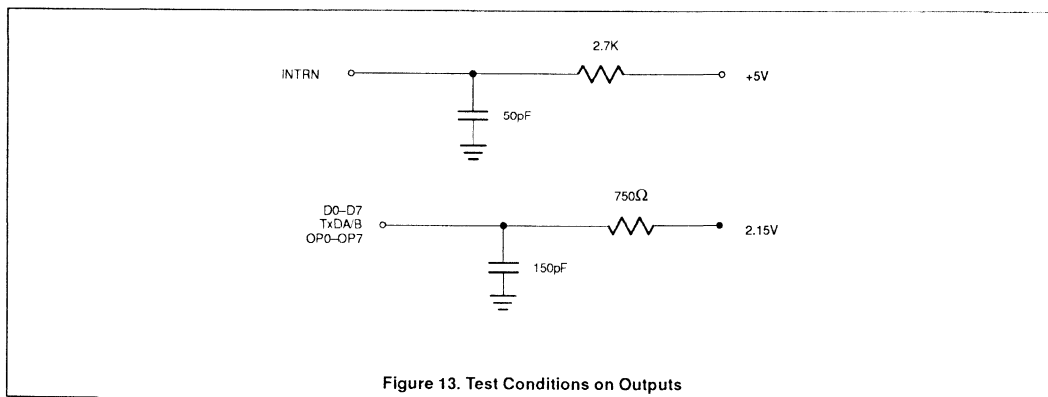 2.7K
INTRN
+5V
50pF
750Ω
D0–D7
TxDA/B
OP0–OP7
2.15V
150pF
Figure 13. Test Conditions on Outputs